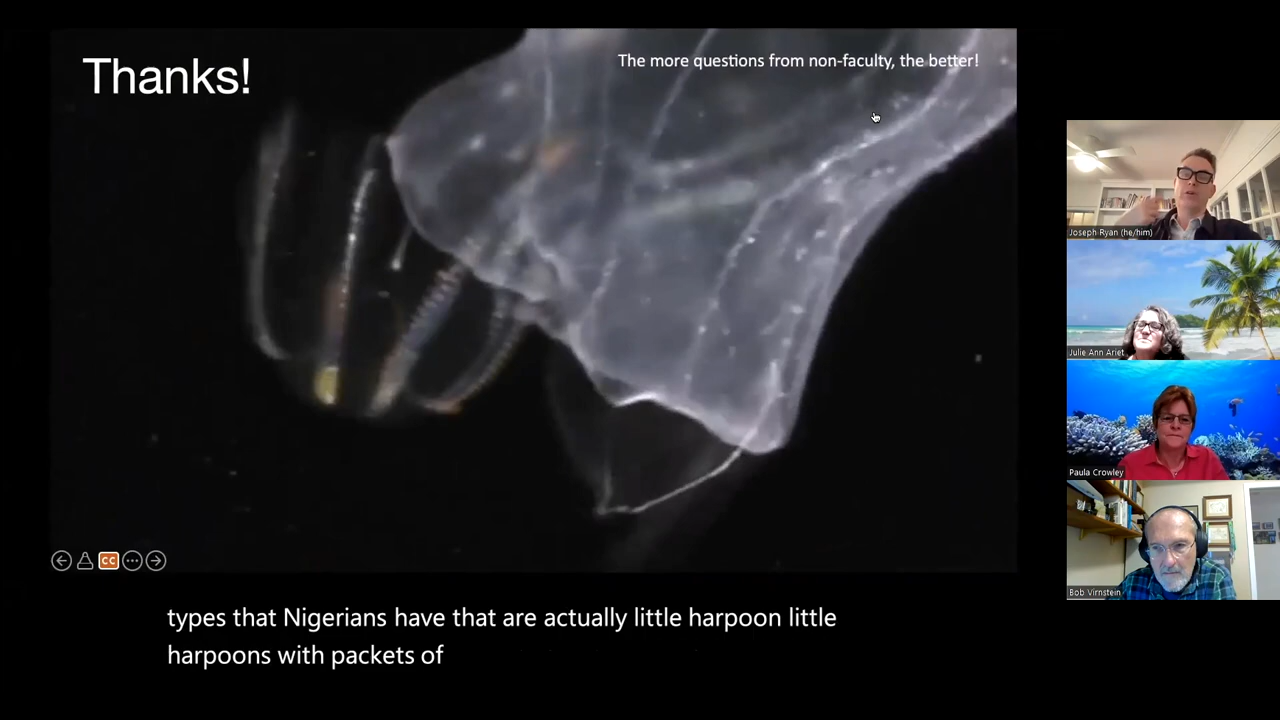 Thanks!
The more questions from non-faculty, the better!
Joseph Ryan (he/him)
Julie Ann Ariet
Paula Crowley
Bob Virnstein
CC
types that Nigerians have that are actually little harpoon little
harpoons with packets of